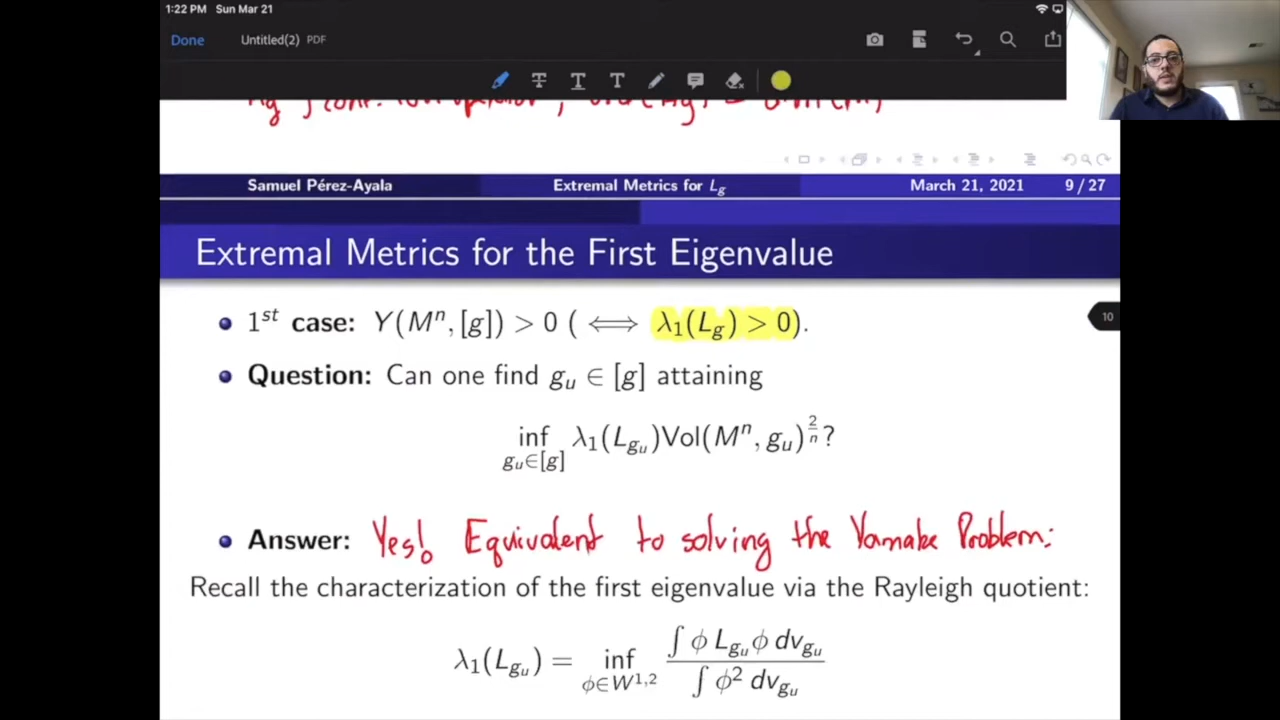 1:22 PM Sun Mar 21
Done Untitled(2) PDF
Samuel Pérez-Ayala Extremal Metrics for L_g March 21, 2021 9 / 27
Extremal Metrics for the First Eigenvalue
10
• 1^{st} case: Y(M^n, [g]) > 0 ( ⟺ λ_1(L_g) > 0).
• Question: Can one find g_u ∈ [g] attaining
inf_{g_u∈[g]} λ_1(L_{g_u})Vol(M^n, g_u)^{2/n}?
• Answer: Yes! Equivalent to solving the Yamabe Problem:
Recall the characterization of the first eigenvalue via the Rayleigh quotient:
λ_1(L_{g_u}) = inf_{ϕ∈W^{1,2}} ∫ ϕ L_{g_u} ϕ dv_{g_u} / ∫ ϕ^2 dv_{g_u}